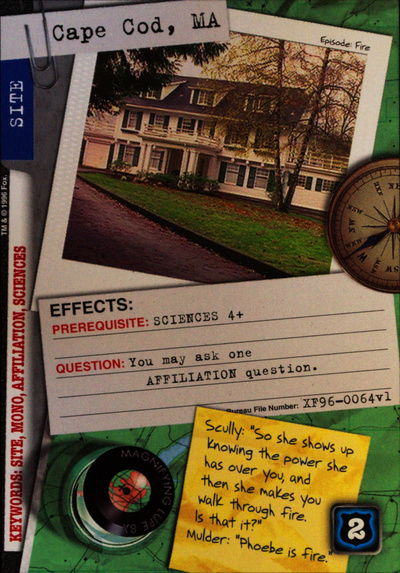 Cape Cod, MA
Episode: Fire
SITE
TM & © 1996 Fox.
KEYWORDS: SITE, MONO, AFFILIATION, SCIENCES
EFFECTS:
PREREQUISITE: SCIENCES 4+
QUESTION: You may ask one
AFFILIATION question.
Bureau File Number: XF96-0064v1
MAGNIFYING LUPE 8X
Scully: "So she shows up
knowing the power she
has over you, and
then she makes you
walk through fire.
Is that it?"
Mulder: "Phoebe is fire."
2